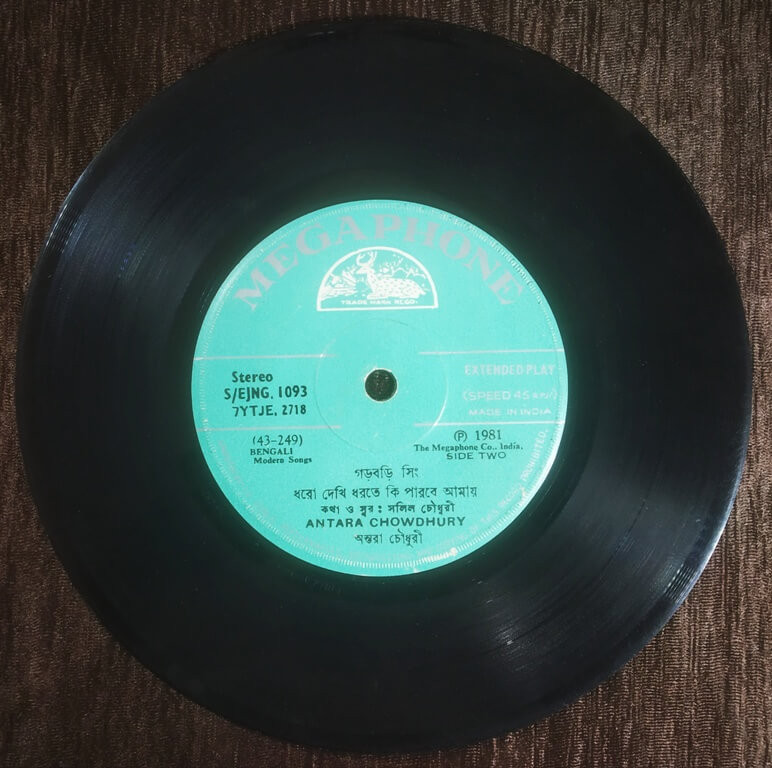 MEGAPHONE
TRADE MARK REGD.
Stereo
S/EJNG. 1093
7YTJE. 2718
EXTENDED PLAY
(SPEED 45
MADE IN INDIA
(43-249)
BENGALI
Modern Songs
Ⓟ 1981
The Megaphone Co., India.
SIDE TWO
গড়বড়ি সিং
ধরো দেখি ধরতে কি পারবে আমায়
কথা ও সুর : সলিল চৌধুরী
ANTARA CHOWDHURY
অন্তরা চৌধুরী
PROHIBITED